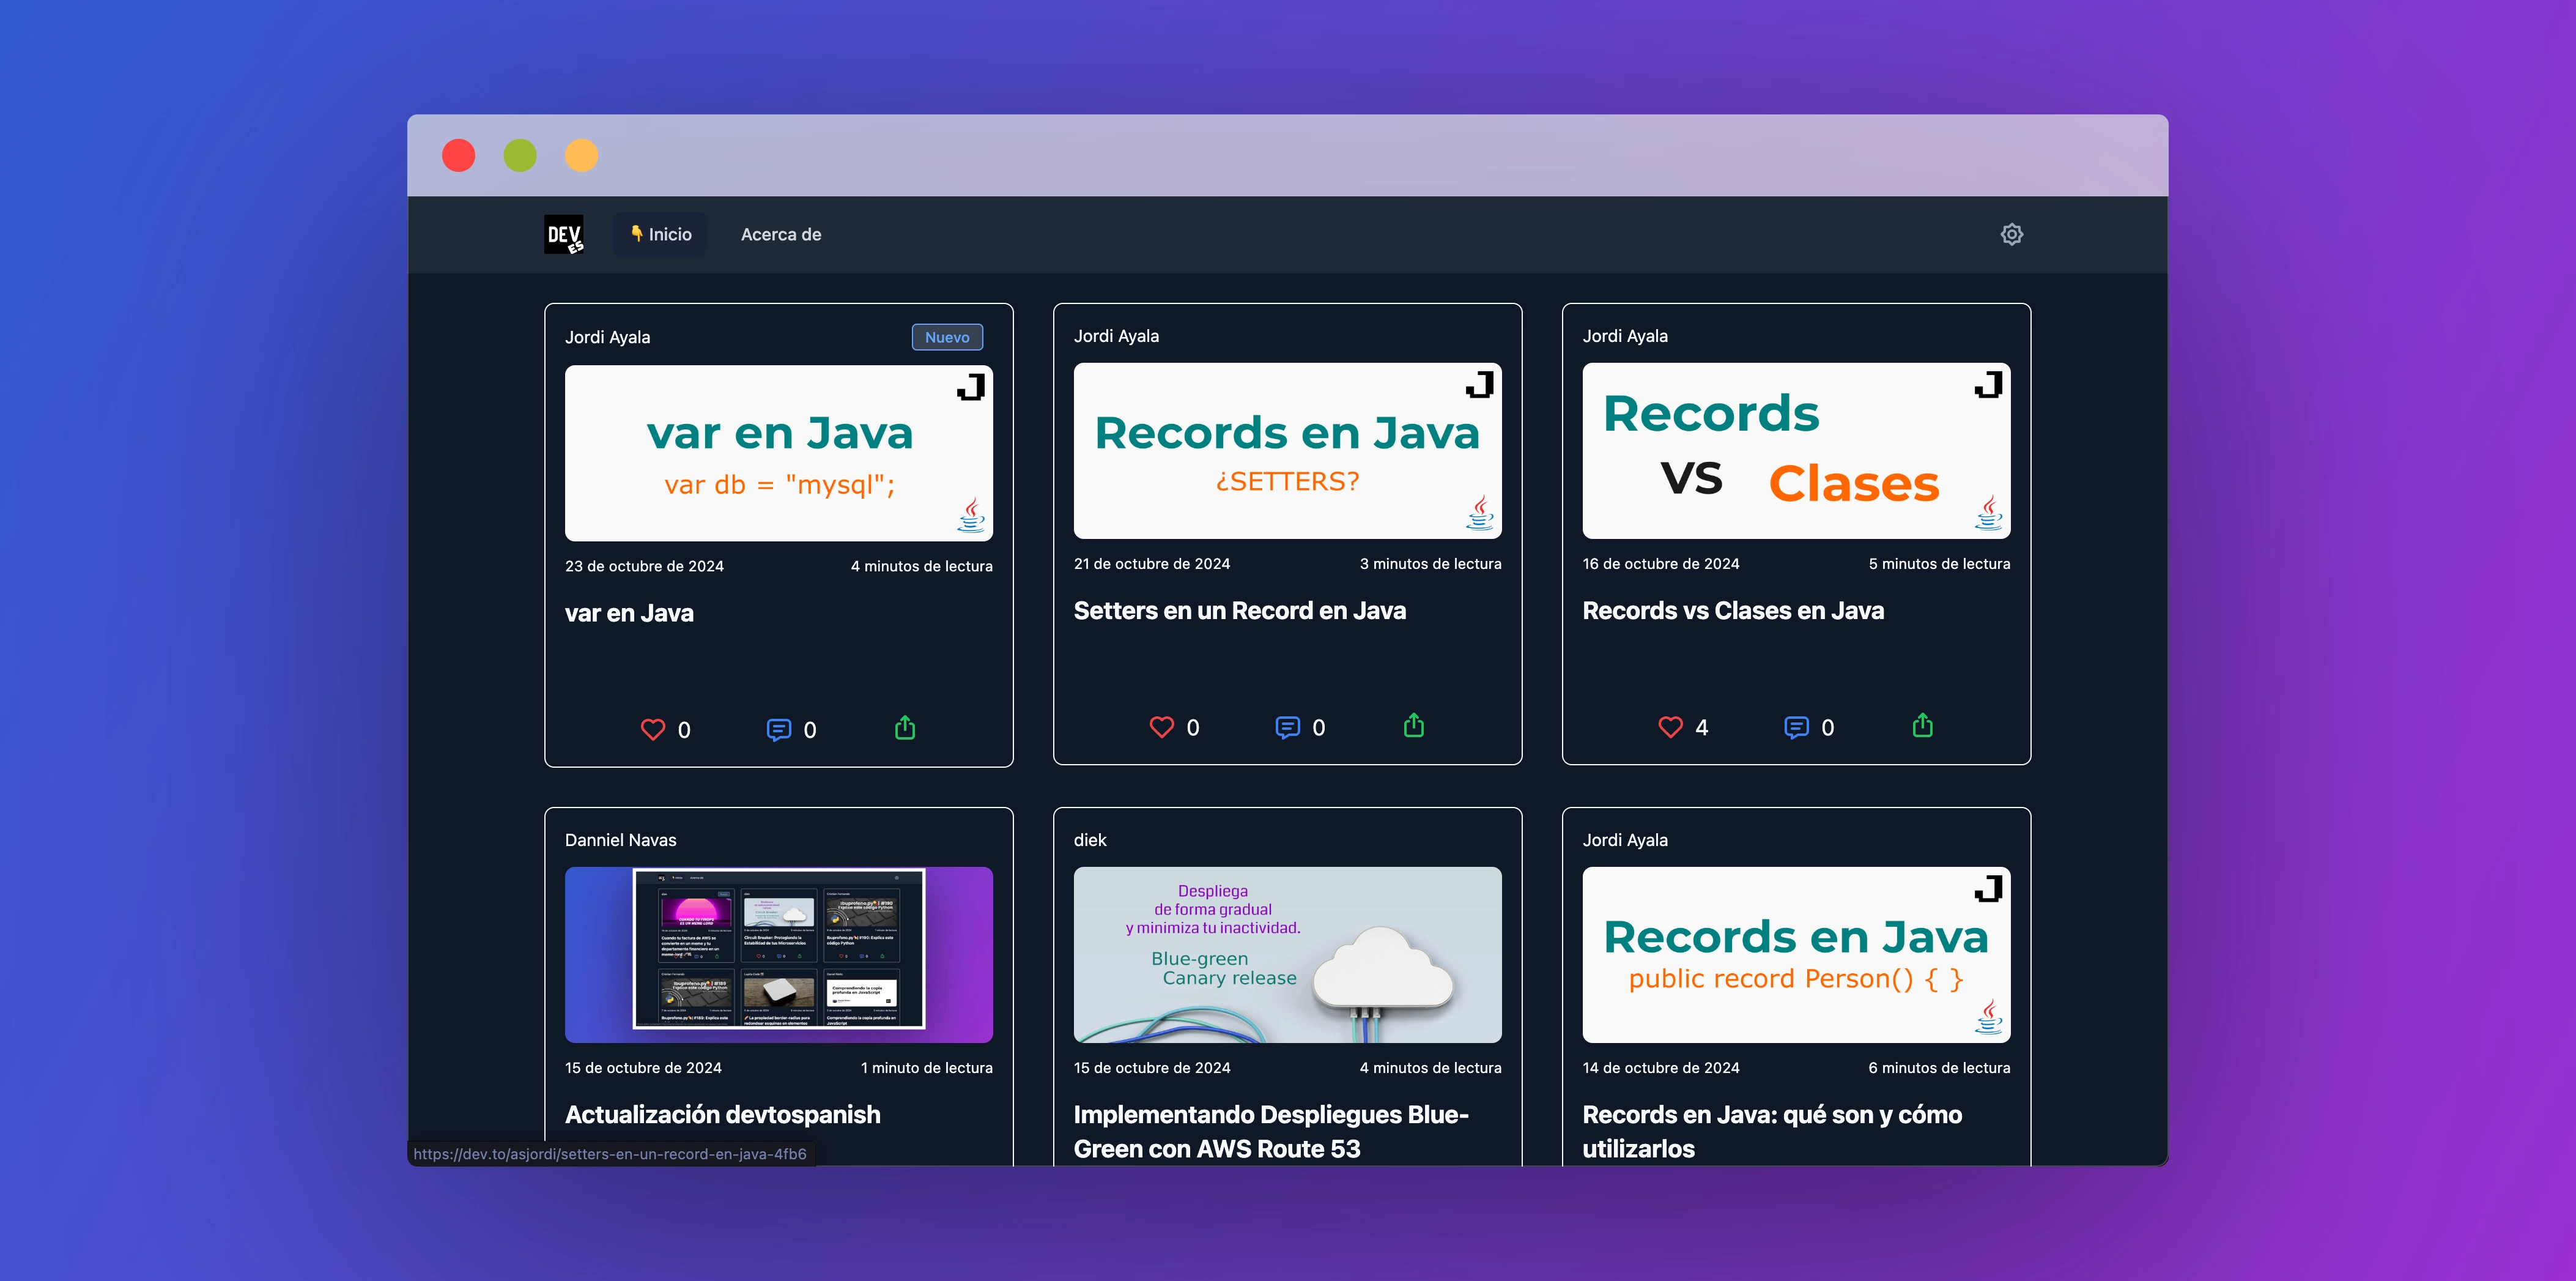 DEV
ES
👇 Inicio
Acerca de
Jordi Ayala
Nuevo
J
var en Java
var db = "mysql";
23 de octubre de 2024
4 minutos de lectura
var en Java
0
0
Jordi Ayala
J
Records en Java
¿SETTERS?
21 de octubre de 2024
3 minutos de lectura
Setters en un Record en Java
0
0
Jordi Ayala
J
Records
VS
Clases
16 de octubre de 2024
5 minutos de lectura
Records vs Clases en Java
4
0
Danniel Navas
15 de octubre de 2024
1 minuto de lectura
Actualización devtospanish
diek
Despliega
de forma gradual
y minimiza tu inactividad.
Blue-green
Canary release
15 de octubre de 2024
4 minutos de lectura
Implementando Despliegues Blue-
Green con AWS Route 53
Jordi Ayala
J
Records en Java
public record Person() { }
14 de octubre de 2024
6 minutos de lectura
Records en Java: qué son y cómo
utilizarlos
https://dev.to/asjordi/setters-en-un-record-en-java-4fb6